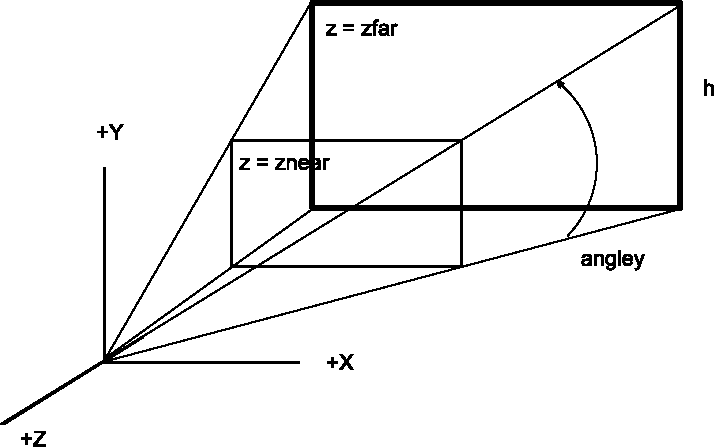 z = zfar
h
+Y
z = znear
angley
+X
+Z